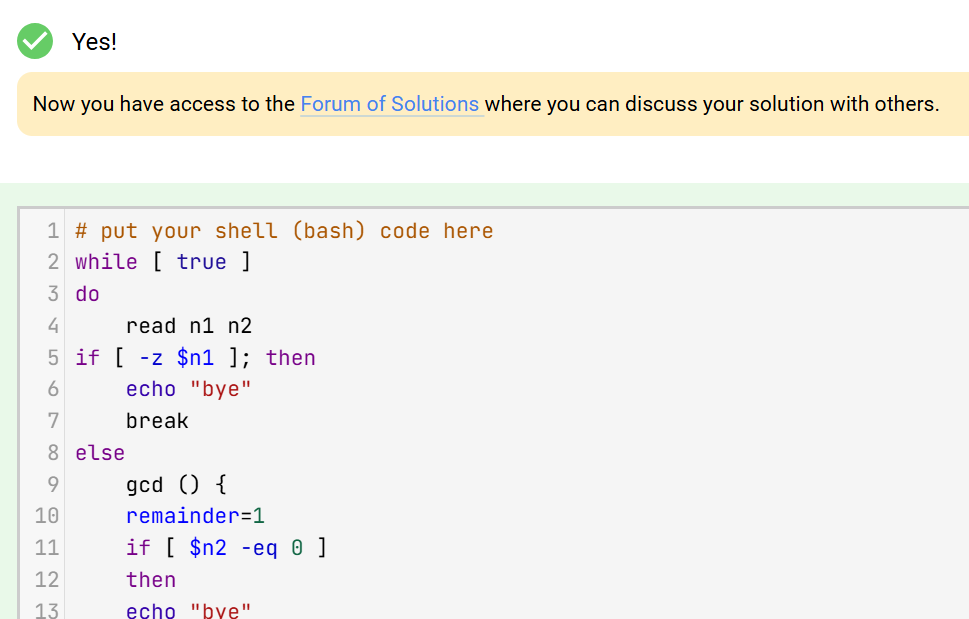 Yes!
Now you have access to the Forum of Solutions where you can discuss your solution with others.
1 # put your shell (bash) code here
2 while [ true ]
3 do
4     read n1 n2
5 if [ -z $n1 ]; then
6     echo "bye"
7     break
8 else
9     gcd () {
10     remainder=1
11     if [ $n2 -eq 0 ]
12     then
13     echo "bye"